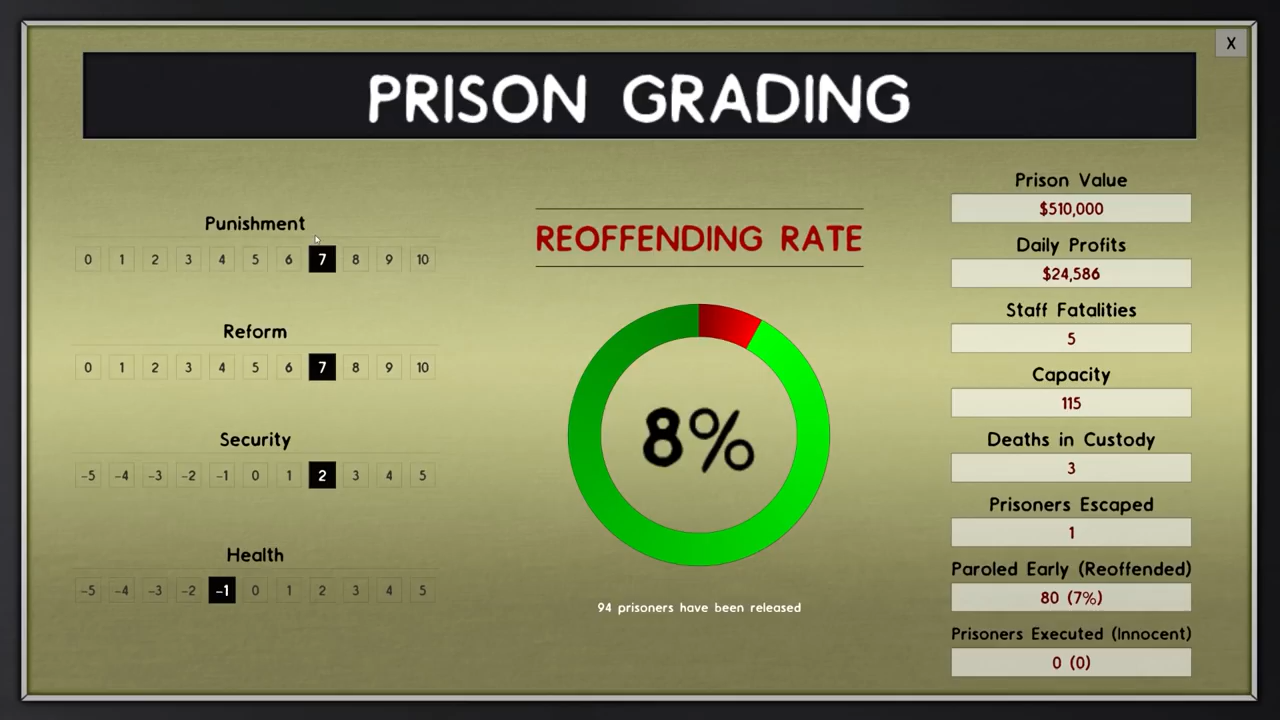 X
PRISON GRADING
Punishment
0 1 2 3 4 5 6 7 8 9 10
Reform
0 1 2 3 4 5 6 7 8 9 10
Security
-5 -4 -3 -2 -1 0 1 2 3 4 5
Health
-5 -4 -3 -2 -1 0 1 2 3 4 5
REOFFENDING RATE
8%
94 prisoners have been released
Prison Value
$510,000
Daily Profits
$24,586
Staff Fatalities
5
Capacity
115
Deaths in Custody
3
Prisoners Escaped
1
Paroled Early (Reoffended)
80 (7%)
Prisoners Executed (Innocent)
0 (0)